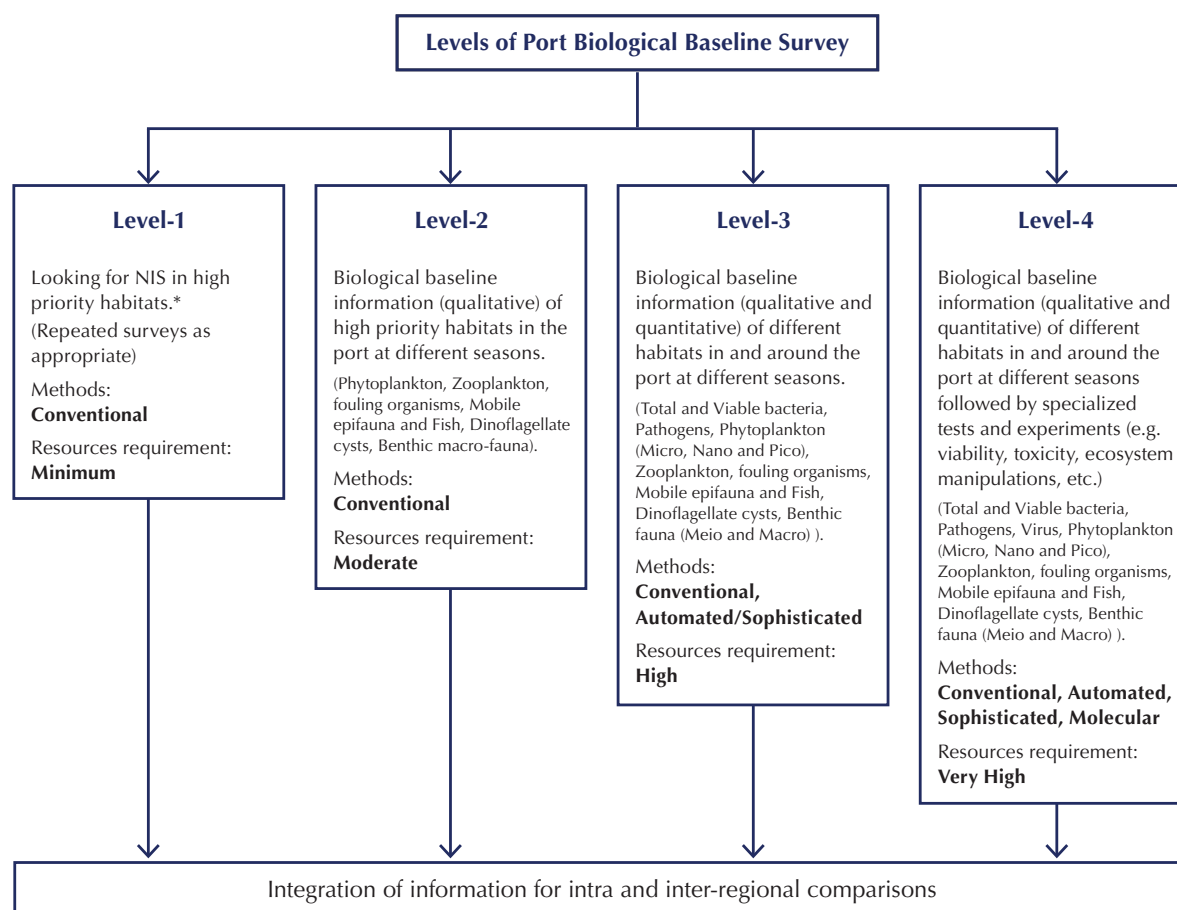 Levels of Port Biological Baseline Survey
Level-1
Looking for NIS in high
priority habitats.*
(Repeated surveys as
appropriate)
Methods:
Conventional
Resources requirement:
Minimum
Level-2
Biological baseline
information (qualitative) of
high priority habitats in the
port at different seasons.
(Phytoplankton, Zooplankton,
fouling organisms, Mobile
epifauna and Fish, Dinoflagellate
cysts, Benthic macro-fauna).
Methods:
Conventional
Resources requirement:
Moderate
Level-3
Biological baseline
information (qualitative and
quantitative) of different
habitats in and around the
port at different seasons.
(Total and Viable bacteria,
Pathogens, Phytoplankton
(Micro, Nano and Pico),
Zooplankton, fouling organisms,
Mobile epifauna and Fish,
Dinoflagellate cysts, Benthic
fauna (Meio and Macro) ).
Methods:
Conventional,
Automated/Sophisticated
Resources requirement:
High
Level-4
Biological baseline
information (qualitative and
quantitative) of different
habitats in and around the
port at different seasons
followed by specialized
tests and experiments (e.g.
viability, toxicity, ecosystem
manipulations, etc.)
(Total and Viable bacteria,
Pathogens, Virus, Phytoplankton
(Micro, Nano and Pico),
Zooplankton, fouling organisms,
Mobile epifauna and Fish,
Dinoflagellate cysts, Benthic
fauna (Meio and Macro) ).
Methods:
Conventional, Automated,
Sophisticated, Molecular
Resources requirement:
Very High
Integration of information for intra and inter-regional comparisons